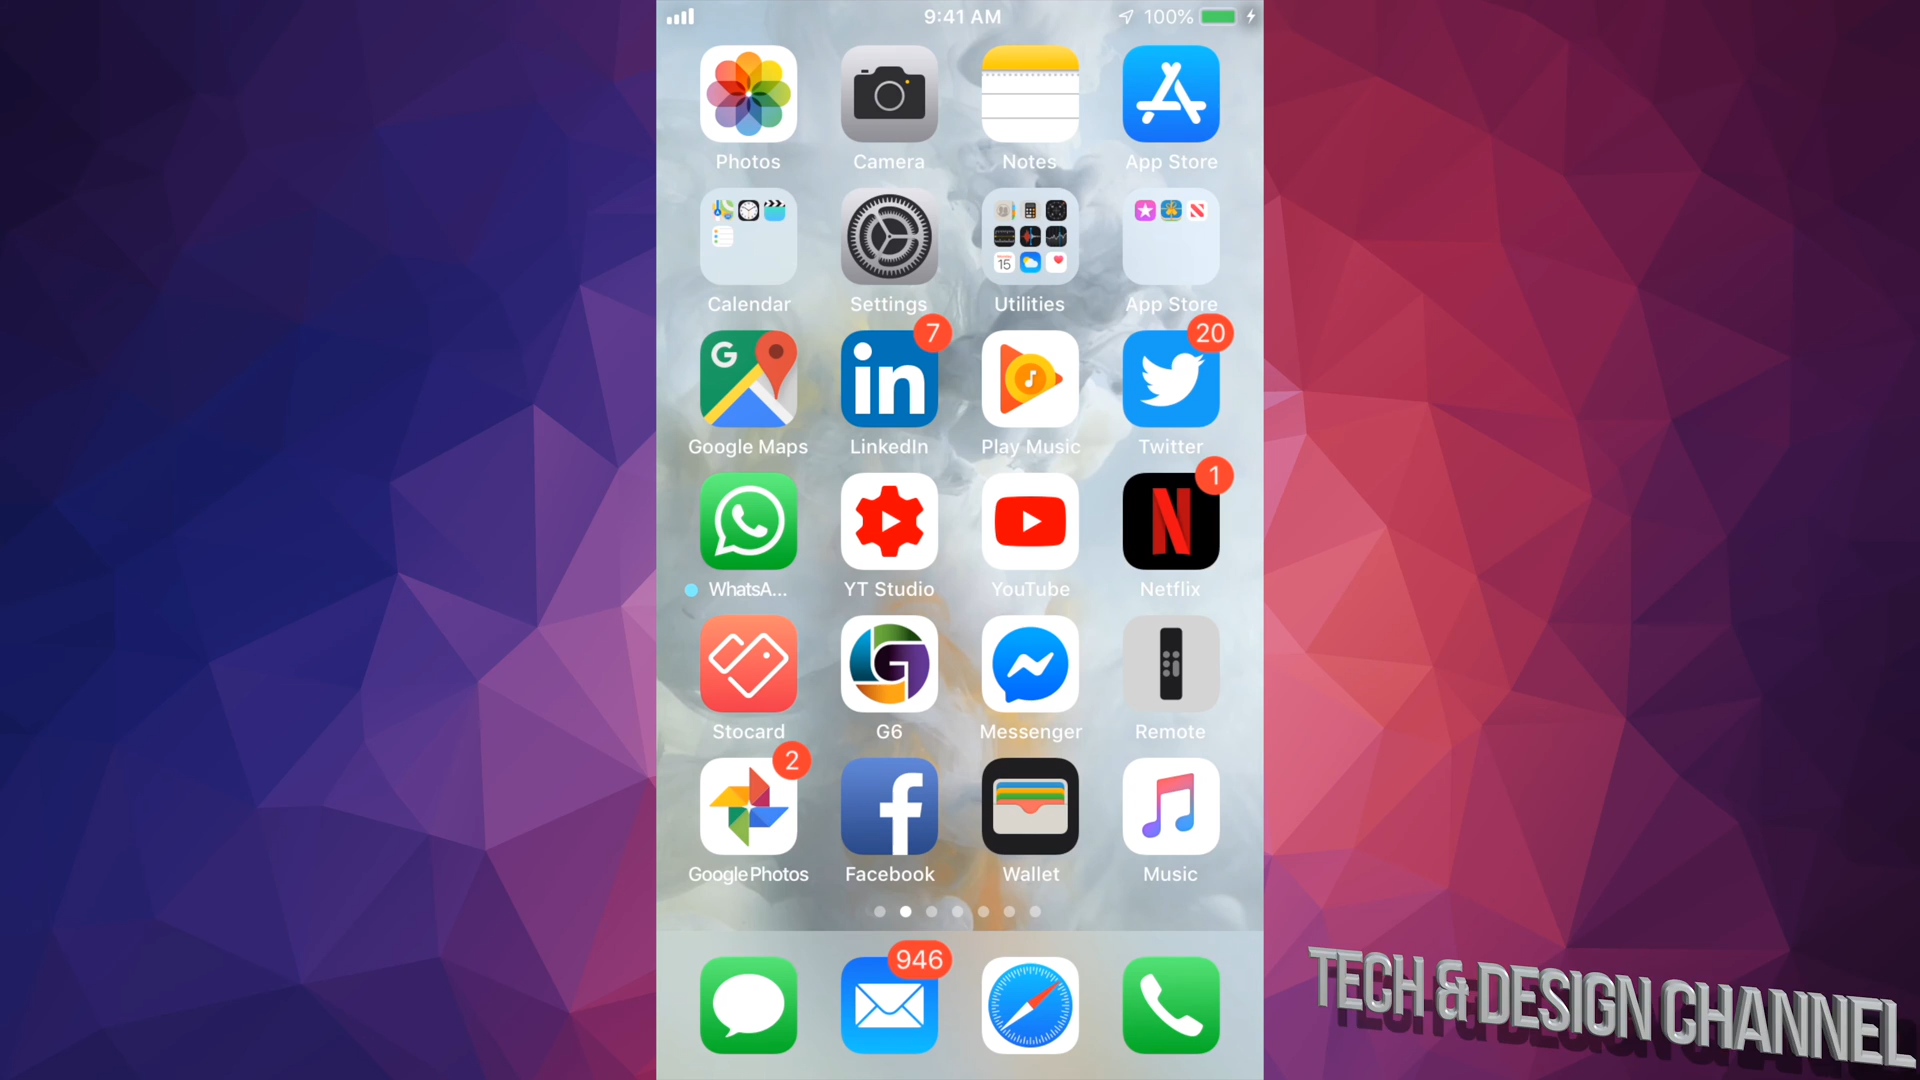 9:41 AM 100%
Photos Camera Notes App Store
15
Calendar Settings Utilities App Store
7 20
G in
Google Maps LinkedIn Play Music Twitter
1
N
WhatsA... YT Studio YouTube Netflix
G
Stocard G6 Messenger Remote
2
f
Google Photos Facebook Wallet Music
946
TECH & DESIGN CHANNEL